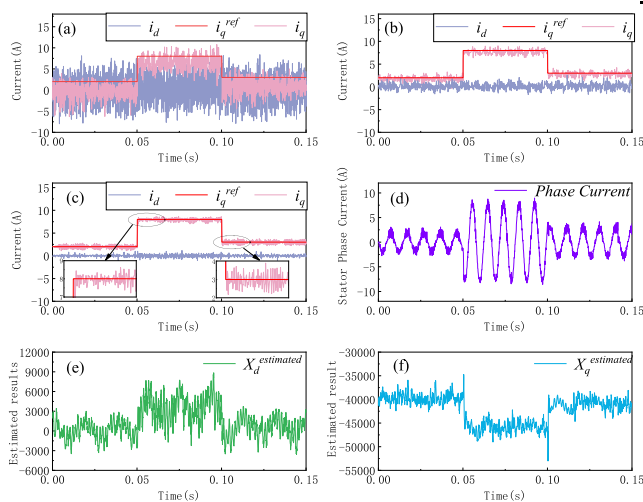 (a) i_d i_q^ref i_q
Current(A)
15
10
5
0
-5
-10
0.00 0.05 0.10 0.15
Time(s)
(b) i_d i_q^ref i_q
Current(A)
15
10
5
0
-5
-10
0.00 0.05 0.10 0.15
Time(s)
(c) i_d i_q^ref i_q
Current(A)
15
10
5
0
-5
-10
8
7
3
0.00 0.05 0.10 0.15
Time(s)
(d) Phase Current
Stator Phase Current(A)
10
5
0
-5
-10
0.00 0.05 0.10 0.15
Time(s)
(e) X_d^estimated
Estimated results
12000
9000
6000
3000
0
-3000
-6000
0.00 0.05 0.10 0.15
Time(s)
(f) X_q^estimated
Estimated result
-30000
-35000
-40000
-45000
-50000
-55000
0.00 0.05 0.10 0.15
Time(s)